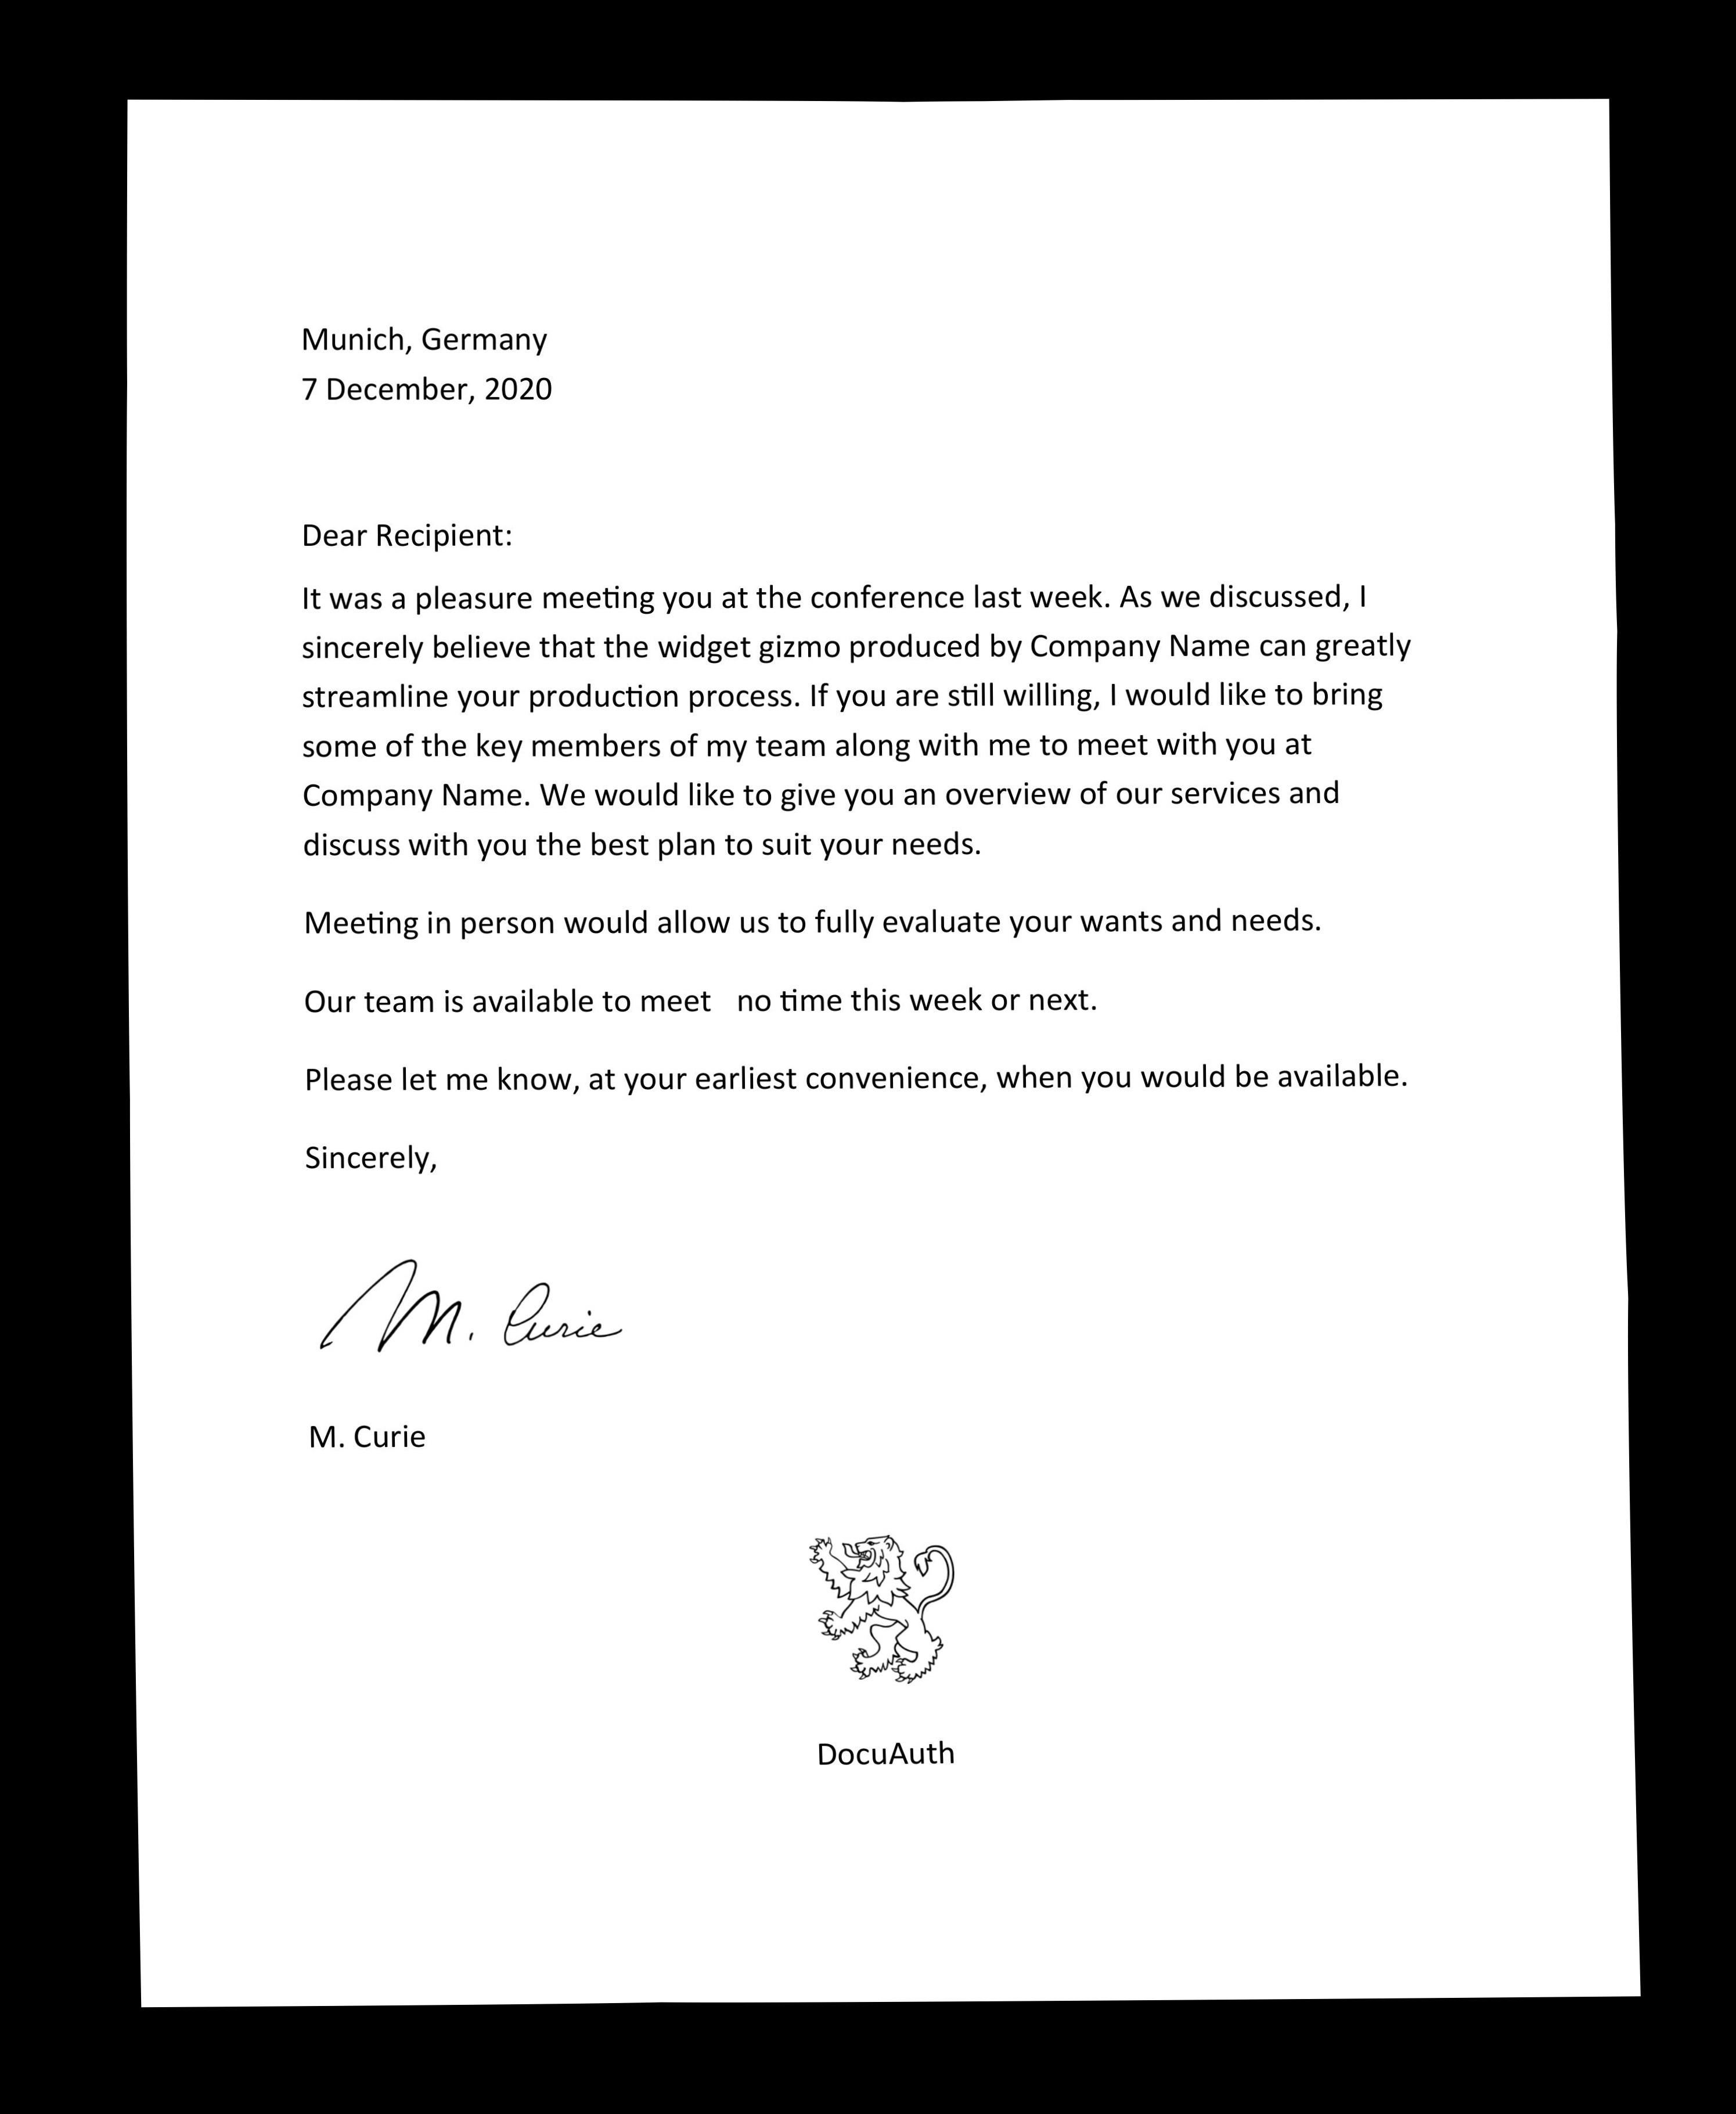 Munich, Germany
7 December, 2020
Dear Recipient:
It was a pleasure meeting you at the conference last week. As we discussed, I
sincerely believe that the widget gizmo produced by Company Name can greatly
streamline your production process. If you are still willing, I would like to bring
some of the key members of my team along with me to meet with you at
Company Name. We would like to give you an overview of our services and
discuss with you the best plan to suit your needs.
Meeting in person would allow us to fully evaluate your wants and needs.
Our team is available to meet   no time this week or next.
Please let me know, at your earliest convenience, when you would be available.
Sincerely,
M. Curie
M. Curie
DocuAuth